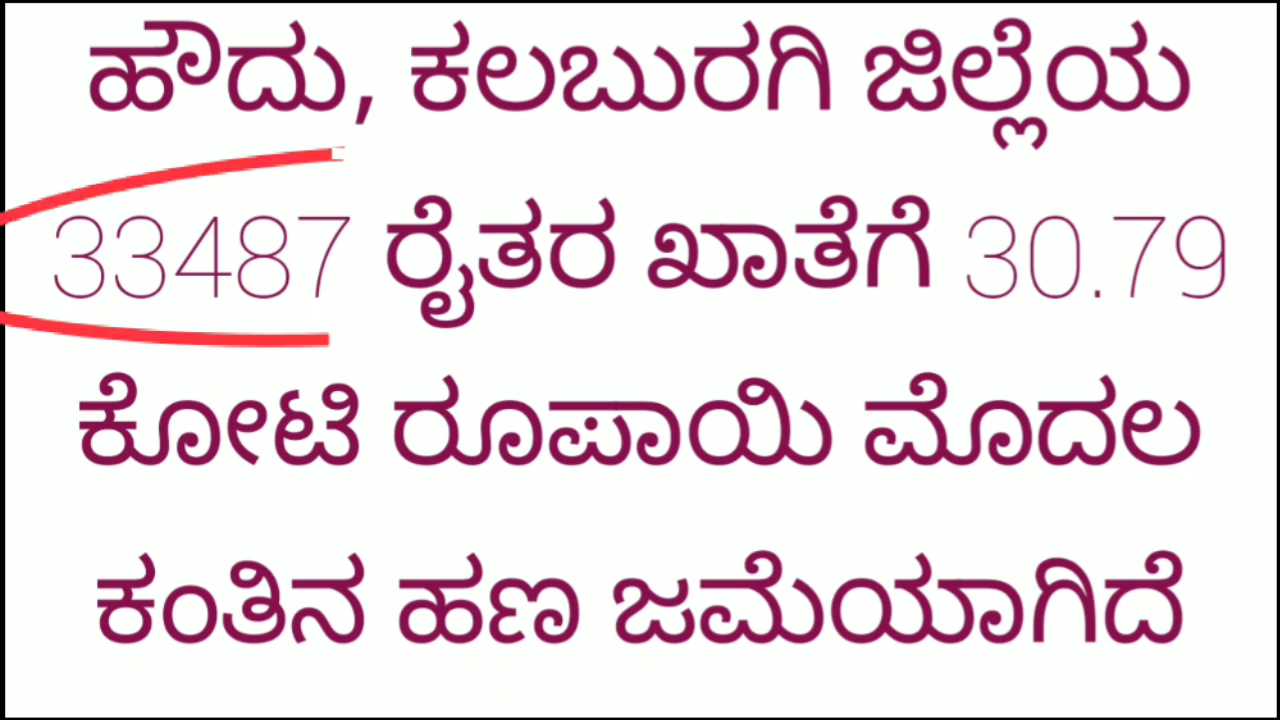 ಹೌದು, ಕಲಬುರಗಿ ಜಿಲ್ಲೆಯ
33487 ರೈತರ ಖಾತೆಗೆ 30.79
ಕೋಟಿ ರೂಪಾಯಿ ಮೊದಲ
ಕಂತಿನ ಹಣ ಜಮೆಯಾಗಿದೆ